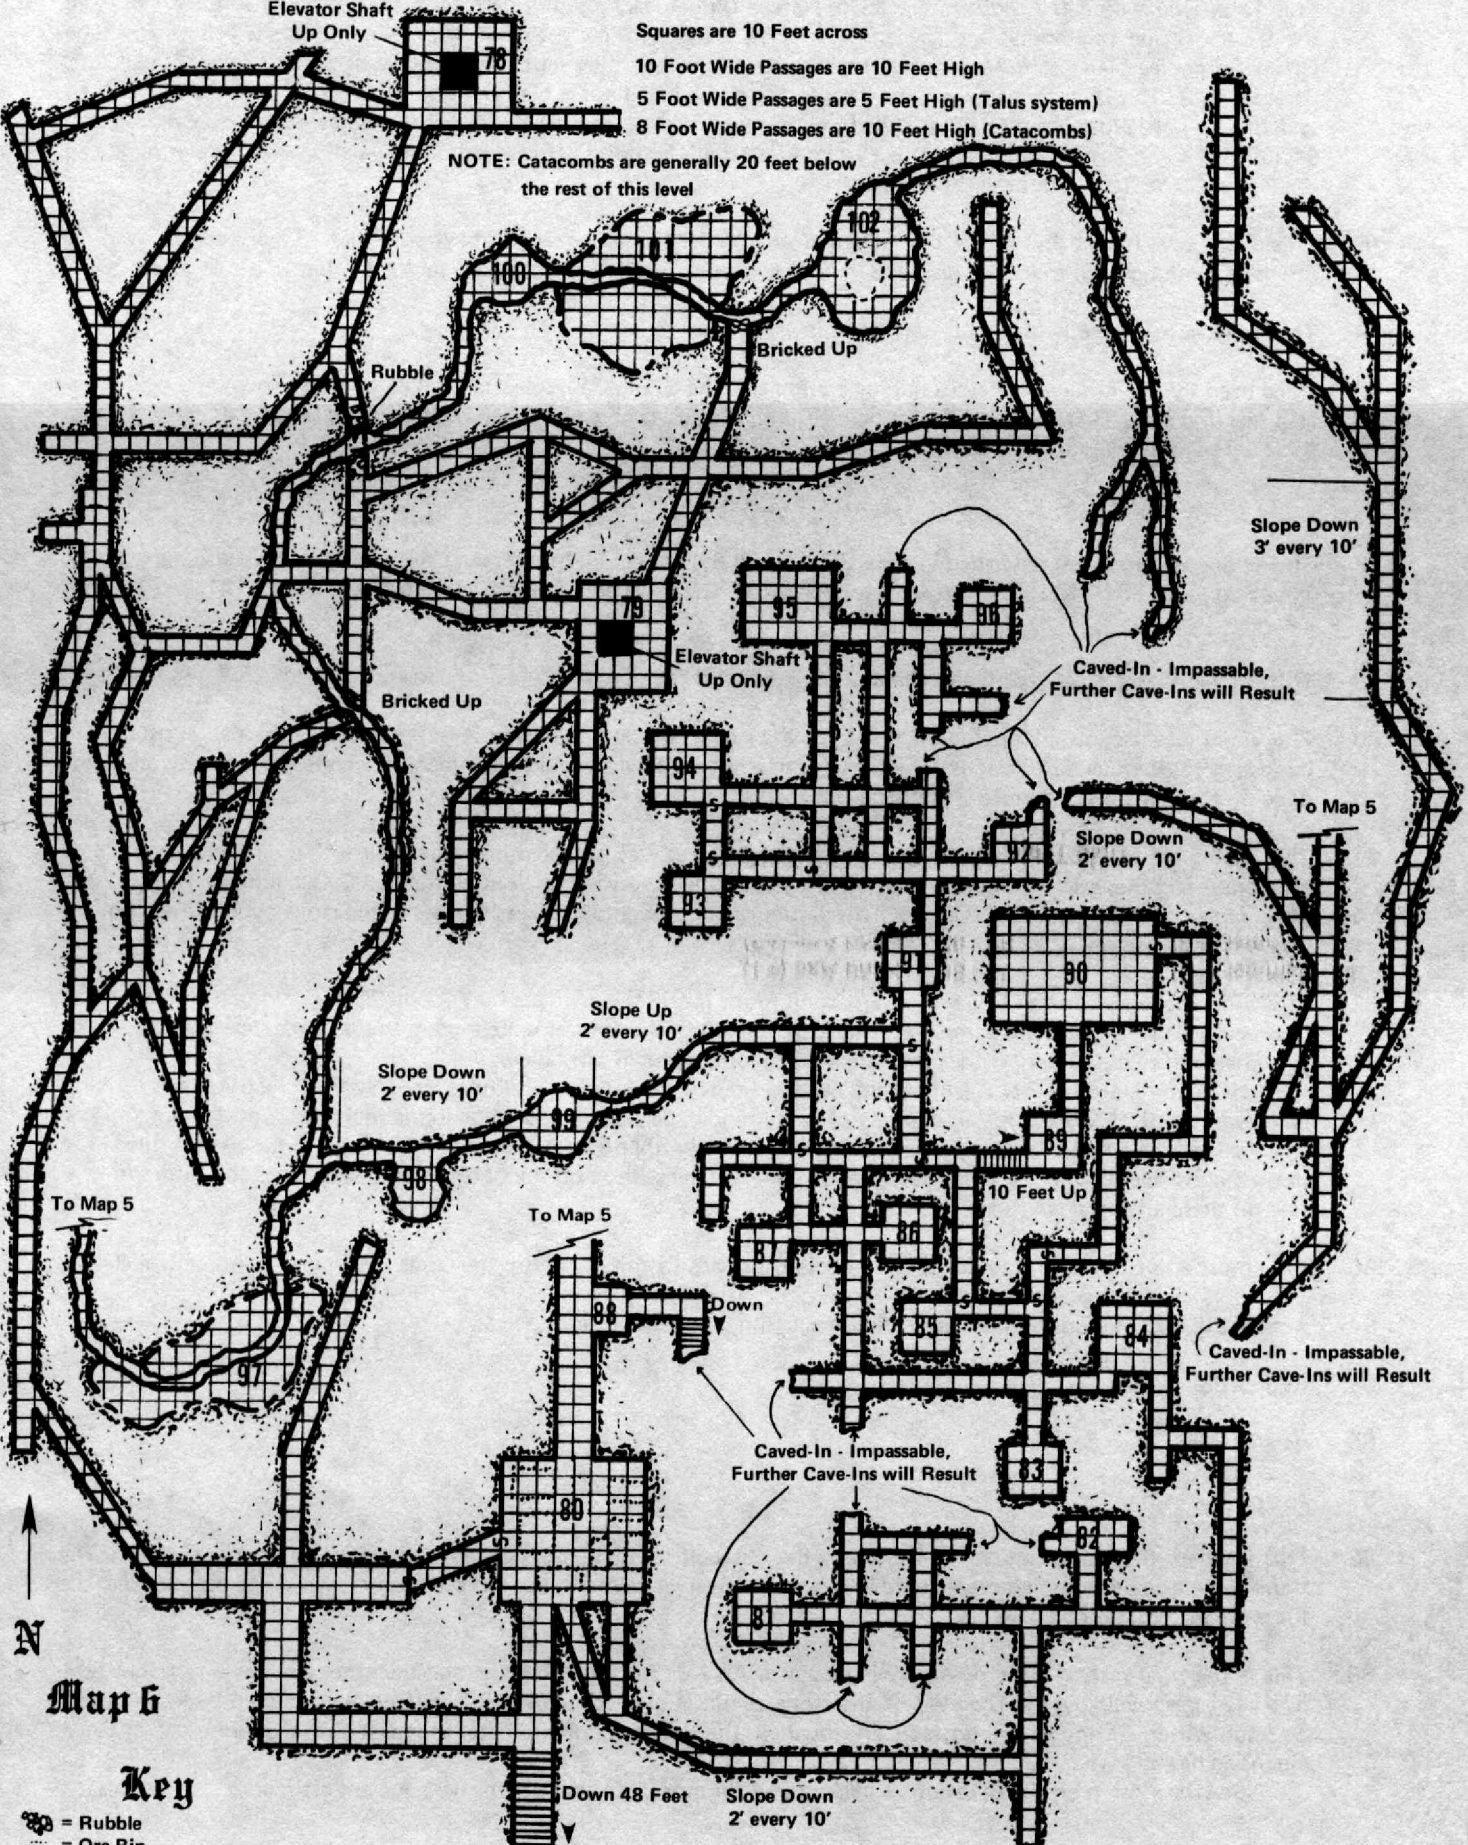 Elevator Shaft
Up Only
78
Squares are 10 Feet across
10 Foot Wide Passages are 10 Feet High
5 Foot Wide Passages are 5 Feet High (Talus system)
8 Foot Wide Passages are 10 Feet High (Catacombs)
NOTE: Catacombs are generally 20 feet below
the rest of this level
102
101
100
Bricked Up
Rubble
S
Slope Down
3' every 10'
95
79
96
Elevator Shaft
Up Only
Caved-In - Impassable,
Further Cave-Ins will Result
Bricked Up
94
S
To Map 5
Slope Down
2' every 10'
92
S
S
93
91
90
S
Slope Up
2' every 10'
S
Slope Down
2' every 10'
99
89
S
S
98
10 Feet Up
To Map 5
To Map 5
86
87
S
Down
88
S
S
85
84
Caved-In - Impassable,
Further Cave-Ins will Result
97
Caved-In - Impassable,
Further Cave-Ins will Result
83
80
S
82
S
81
N
Map 6
Key
Down 48 Feet
Slope Down
2' every 10'
= Rubble
= Ore Bin